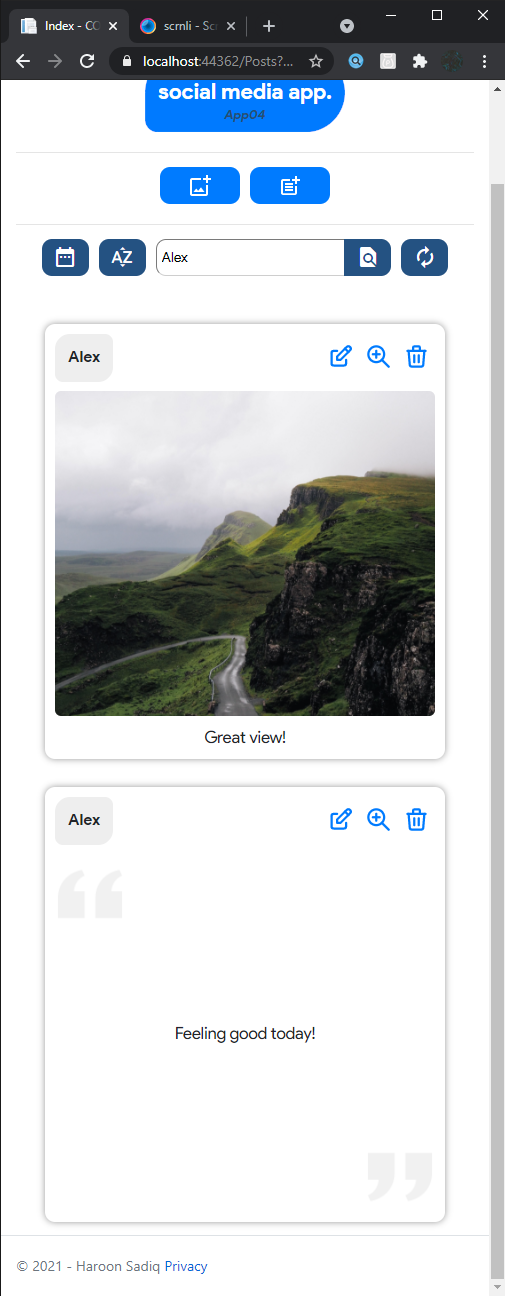 Index - CC
scrnli - Scr
localhost:44362/Posts?...
social media app.
App04
AZ
Alex
Alex
Great view!
Alex
Feeling good today!
© 2021 - Haroon Sadiq Privacy